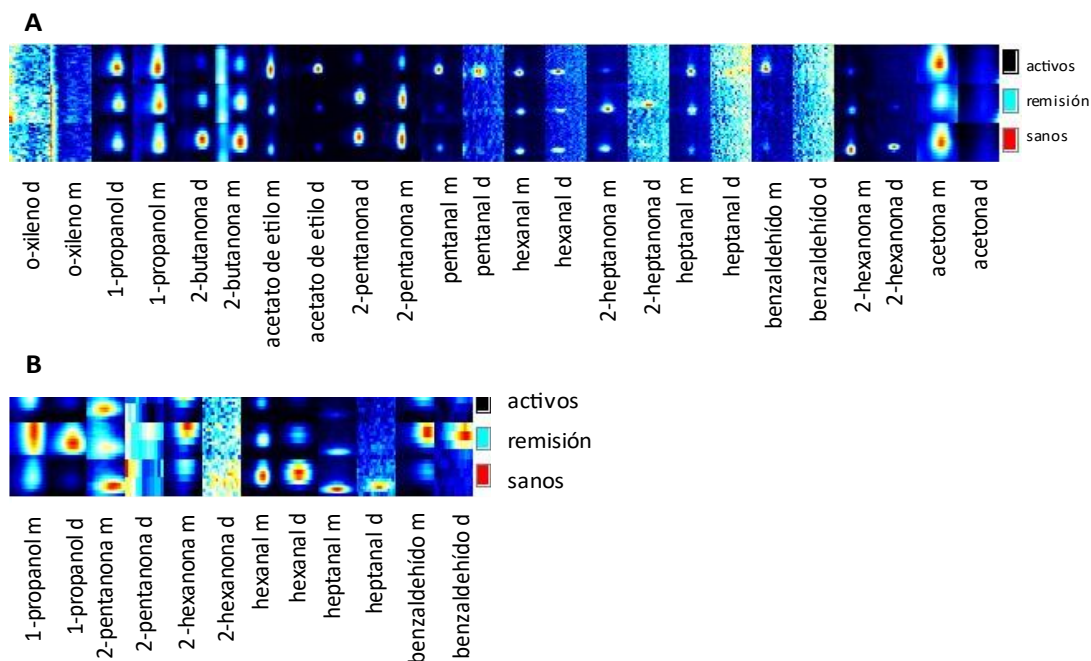 A
activos
remisión
sanos
o-xileno d
o-xileno m
1-propanol d
1-propanol m
2-butanona d
2-butanona m
acetato de etilo m
acetato de etilo d
2-pentanona d
2-pentanona m
pentanal m
pentanal d
hexanal m
hexanal d
2-heptanona m
2-heptanona d
heptanal m
heptanal d
benzaldehído m
benzaldehído d
2-hexanona m
2-hexanona d
acetona m
acetona d
B
activos
remisión
sanos
1-propanol m
1-propanol d
2-pentanona m
2-pentanona d
2-hexanona m
2-hexanona d
hexanal m
hexanal d
heptanal m
heptanal d
benzaldehído m
benzaldehído d